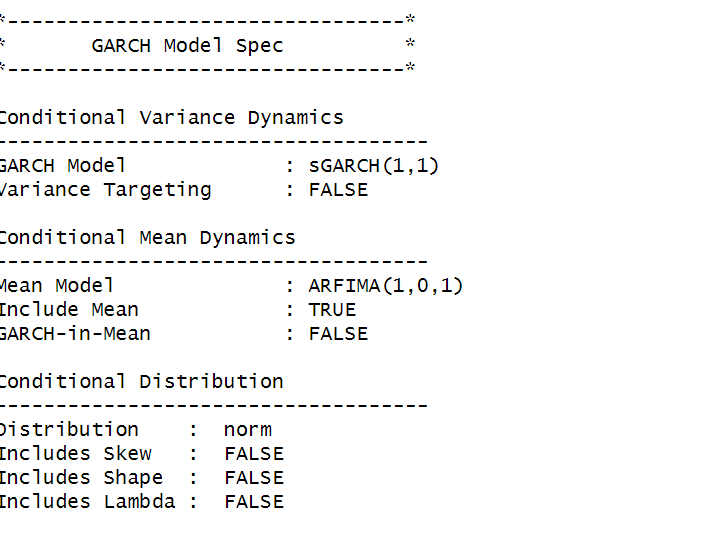 *---------------------------------*
*       GARCH Model Spec          *
*---------------------------------*
Conditional Variance Dynamics
------------------------------------
GARCH Model             : sGARCH(1,1)
Variance Targeting      : FALSE
Conditional Mean Dynamics
------------------------------------
Mean Model              : ARFIMA(1,0,1)
Include Mean            : TRUE
GARCH-in-Mean           : FALSE
Conditional Distribution
------------------------------------
Distribution    :  norm
Includes Skew   :  FALSE
Includes Shape  :  FALSE
Includes Lambda :  FALSE